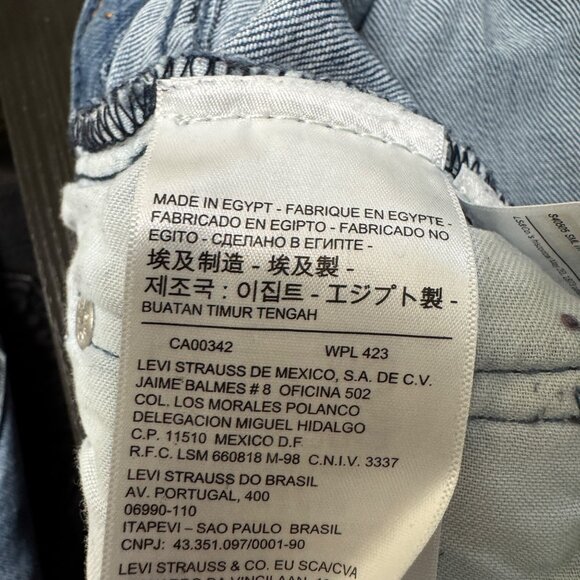 MADE IN EGYPT - FABRIQUE EN EGYPTE -
FABRICADO EN EGIPTO - FABRICADO NO
EGITO - СДЕЛАНО В ЕГИПТЕ -
埃及制造 - 埃及製 -
제조국 : 이집트 - エジプト製 -
BUATAN TIMUR TENGAH
CA00342 WPL 423
LEVI STRAUSS DE MEXICO, S.A. DE C.V.
JAIME BALMES # 8 OFICINA 502
COL. LOS MORALES POLANCO
DELEGACION MIGUEL HIDALGO
C.P. 11510 MEXICO D.F
R.F.C. LSM 660818 M-98 C.N.I.V. 3337
LEVI STRAUSS DO BRASIL
AV. PORTUGAL, 400
06990-110
ITAPEVI – SAO PAULO BRASIL
CNPJ: 43.351.097/0001-90
LEVI STRAUSS & CO. EU SCA/CVA